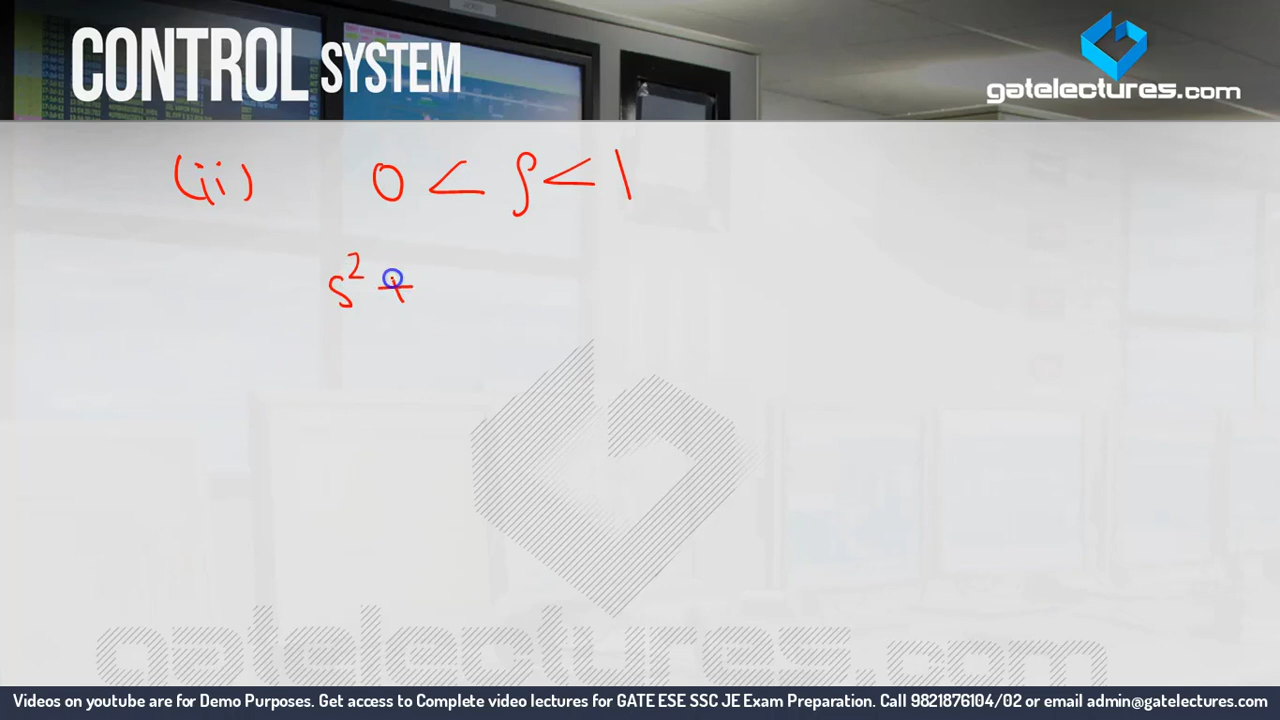 CONTROL SYSTEM
gatelectures.com
(ii) 0 < ζ < 1
s² +
gatelectures.com
Videos on youtube are for Demo Purposes. Get access to Complete video lectures for GATE ESE SSC JE Exam Preparation. Call 9821876104/02 or email admin@gatelectures.com